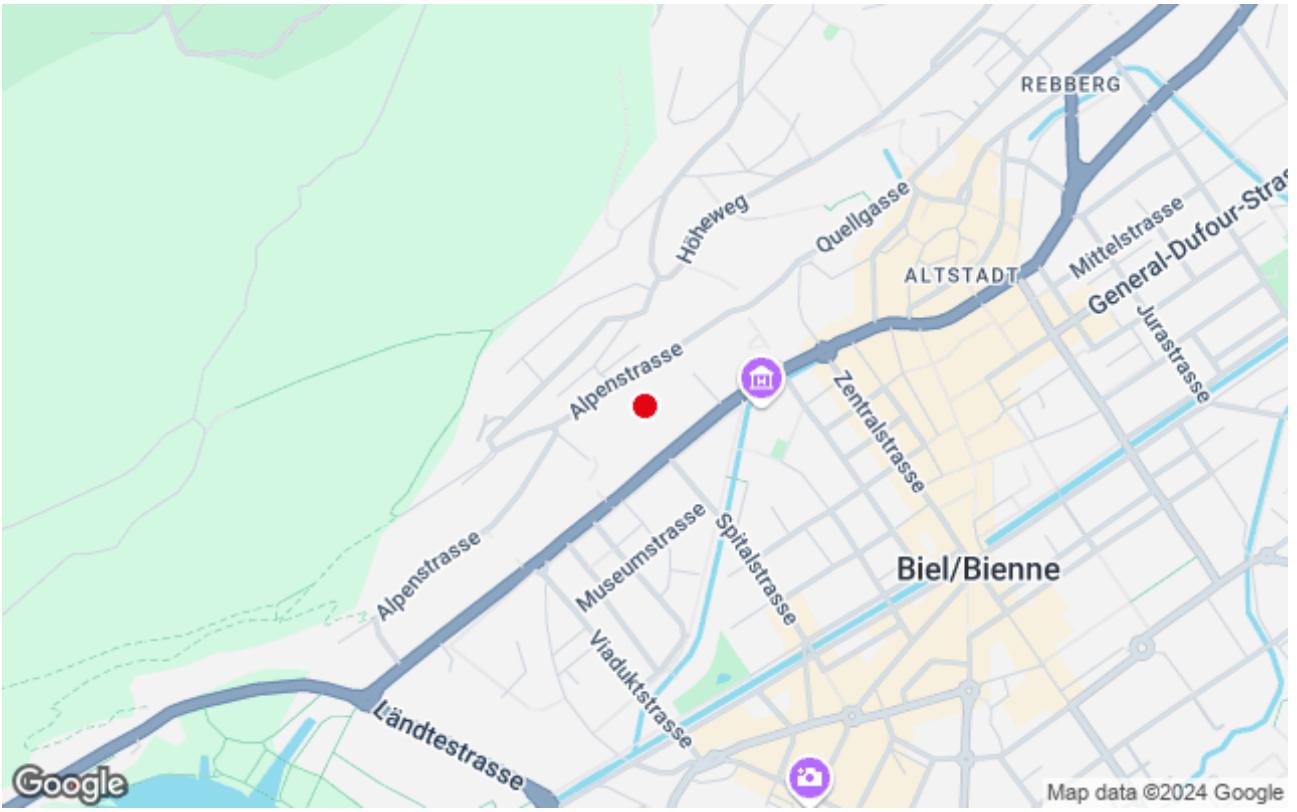 REBBERG
Höheweg
Quellgasse
General-Dufour-Stras
Mittelstrasse
ALTSTADT
Jurastrasse
Alpenstrasse
Zentralstrasse
Museumstrasse
Spitalstrasse
Alpenstrasse
Biel/Bienne
Viaduktstrasse
Ländtestrasse
Google
Map data ©2024 Google